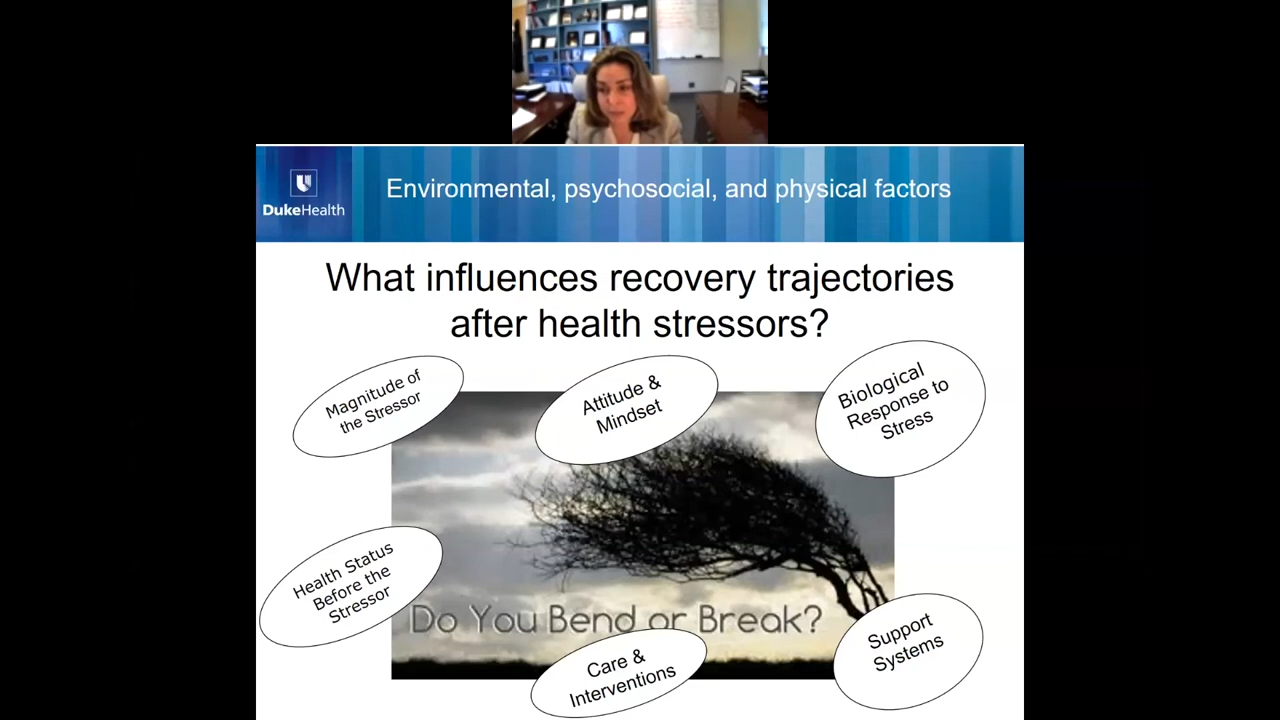 DukeHealth
Environmental, psychosocial, and physical factors
What influences recovery trajectories
after health stressors?
Magnitude of
the Stressor
Attitude &
Mindset
Biological
Response to
Stress
Health Status
Before the
Stressor
Do You Bend or Break?
Care &
Interventions
Support
Systems